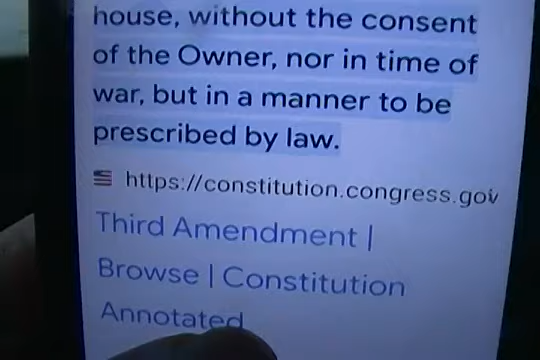 house, without the consent
of the Owner, nor in time of
war, but in a manner to be
prescribed by law.
https://constitution.congress.gov
Third Amendment |
Browse | Constitution
Annotated